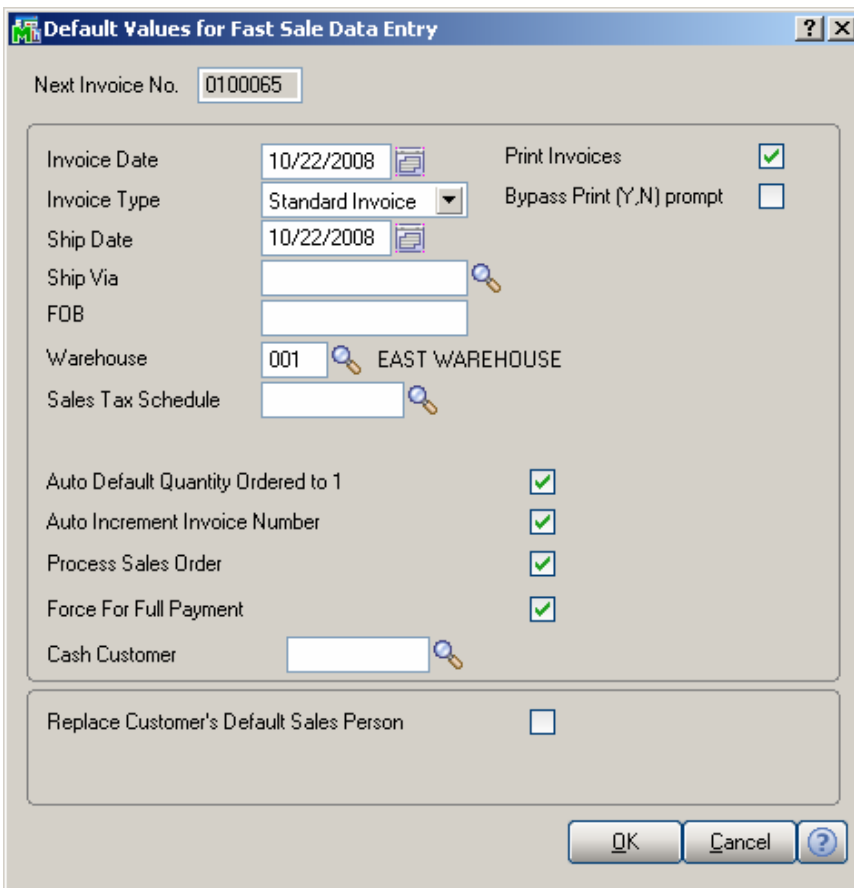 Default Values for Fast Sale Data Entry
Next Invoice No. 0100065
Invoice Date 10/22/2008 Print Invoices
Invoice Type Standard Invoice Bypass Print (Y,N) prompt
Ship Date 10/22/2008
Ship Via
FOB
Warehouse 001 EAST WAREHOUSE
Sales Tax Schedule
Auto Default Quantity Ordered to 1
Auto Increment Invoice Number
Process Sales Order
Force For Full Payment
Cash Customer
Replace Customer's Default Sales Person
OK Cancel ?